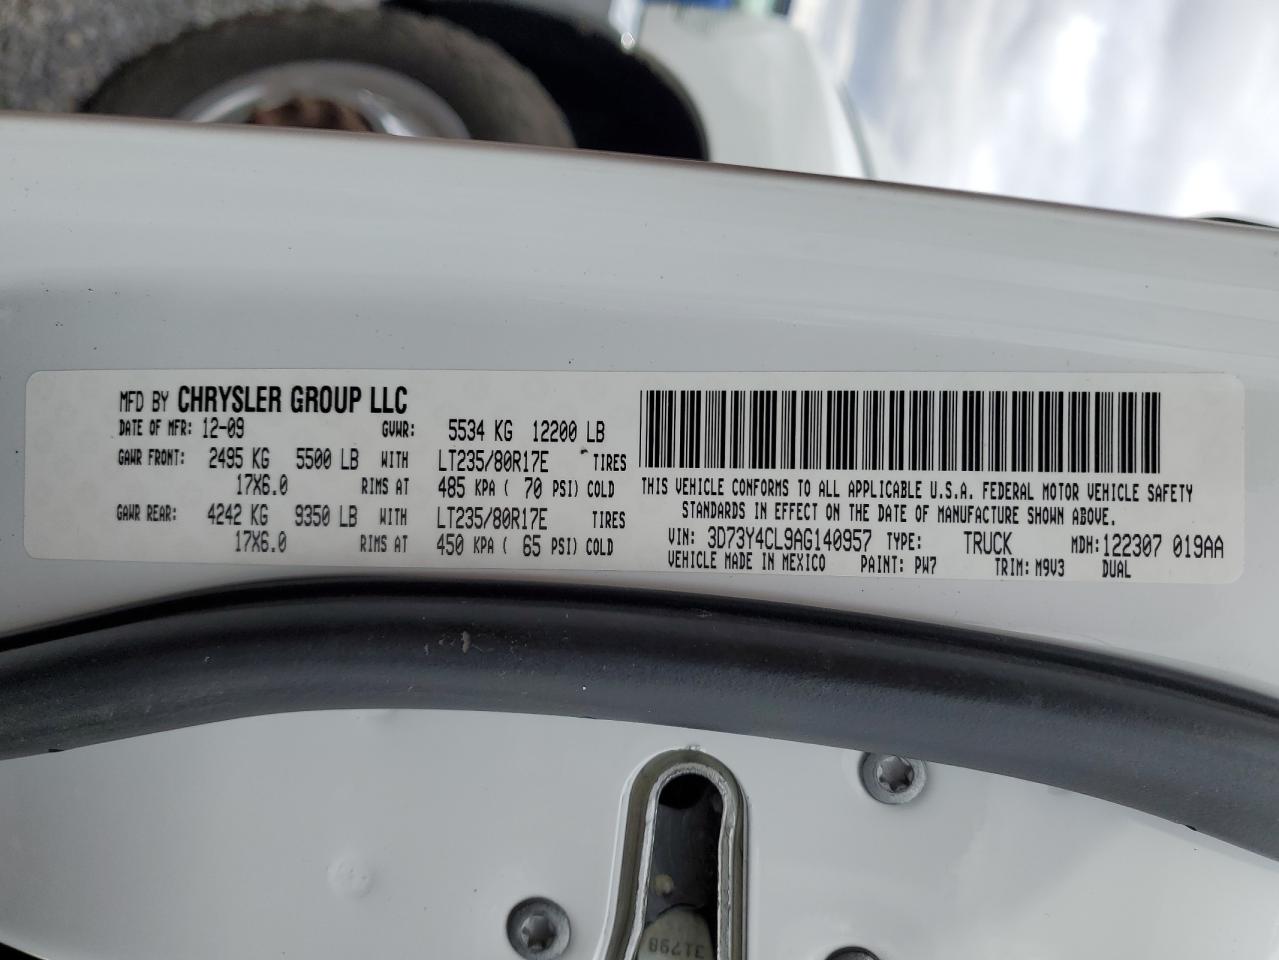 MFD BY CHRYSLER GROUP LLC
DATE OF MFR: 12-09 GVWR: 5534 KG 12200 LB
GAWR FRONT: 2495 KG 5500 LB WITH LT235/80R17E TIRES
17X6.0 RIMS AT 485 KPA ( 70 PSI) COLD
GAWR REAR: 4242 KG 9350 LB WITH LT235/80R17E TIRES
17X6.0 RIMS AT 450 KPA ( 65 PSI) COLD
THIS VEHICLE CONFORMS TO ALL APPLICABLE U.S.A. FEDERAL MOTOR VEHICLE SAFETY
STANDARDS IN EFFECT ON THE DATE OF MANUFACTURE SHOWN ABOVE.
VIN: 3D73Y4CL9AG140957 TYPE: TRUCK MDH: 122307 019AA
VEHICLE MADE IN MEXICO PAINT: PW7 TRIM: M9V3 DUAL
31798